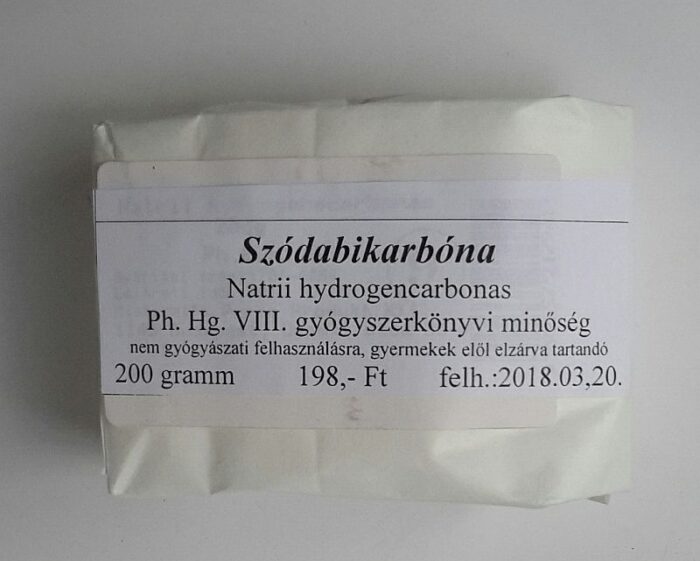 Szódabikarbóna
Natrii hydrogencarbonas
Ph. Hg. VIII. gyógyszerkönyvi minőség
nem gyógyászati felhasználásra, gyermekek elől elzárva tartandó
200 gramm 198,- Ft felh.:2018.03,20.